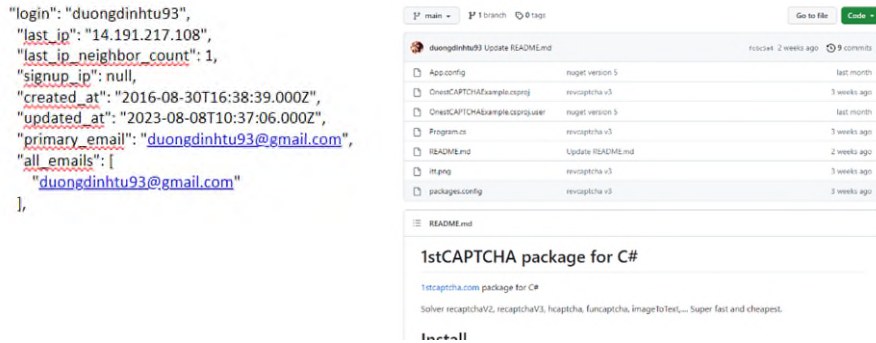 "login": "duongdinhtu93",
"last_ip": "14.191.217.108",
"last_ip_neighbor_count": 1,
"signup_ip": null,
"created_at": "2016-08-30T16:38:39.000Z",
"updated_at": "2023-08-08T10:37:06.000Z",
"primary_email": "duongdinhtu93@gmail.com",
"all_emails": [
"duongdinhtu93@gmail.com"
],
main 1 branch 0 tags Go to file Code
duongdinhtu93 Update README.md 2 weeks ago 9 commits
App.config nuget version 5 last month
OnestCAPTCHAExample.csproj revcaptcha v3 3 weeks ago
OnestCAPTCHAExample.csproj.user nuget version 5 last month
Program.cs revcaptcha v3 3 weeks ago
README.md Update README.md 2 weeks ago
revcaptcha v3 3 weeks ago
packages.config revcaptcha v3 3 weeks ago
README.md
1stCAPTCHA package for C#
1stcaptcha.com package for C#
Solver recaptchaV2, recaptchaV3, hcaptcha, funcaptcha, imageToText,... Super fast and cheapest.
Install